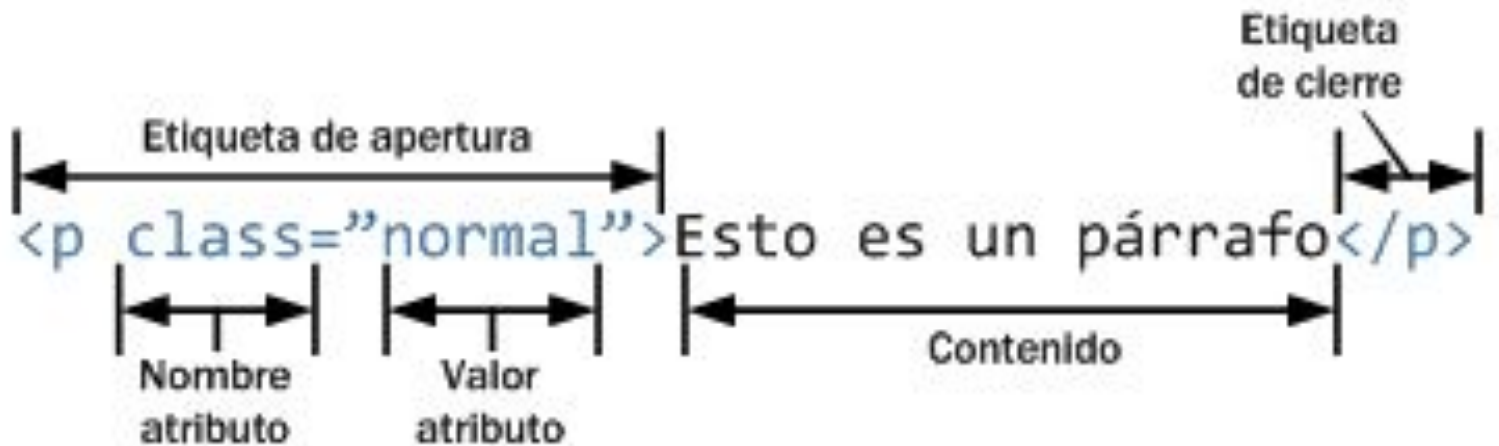 Etiqueta
de cierre
Etiqueta de apertura
<p class=”normal”>Esto es un párrafo</p>
Nombre
atributo
Valor
atributo
Contenido